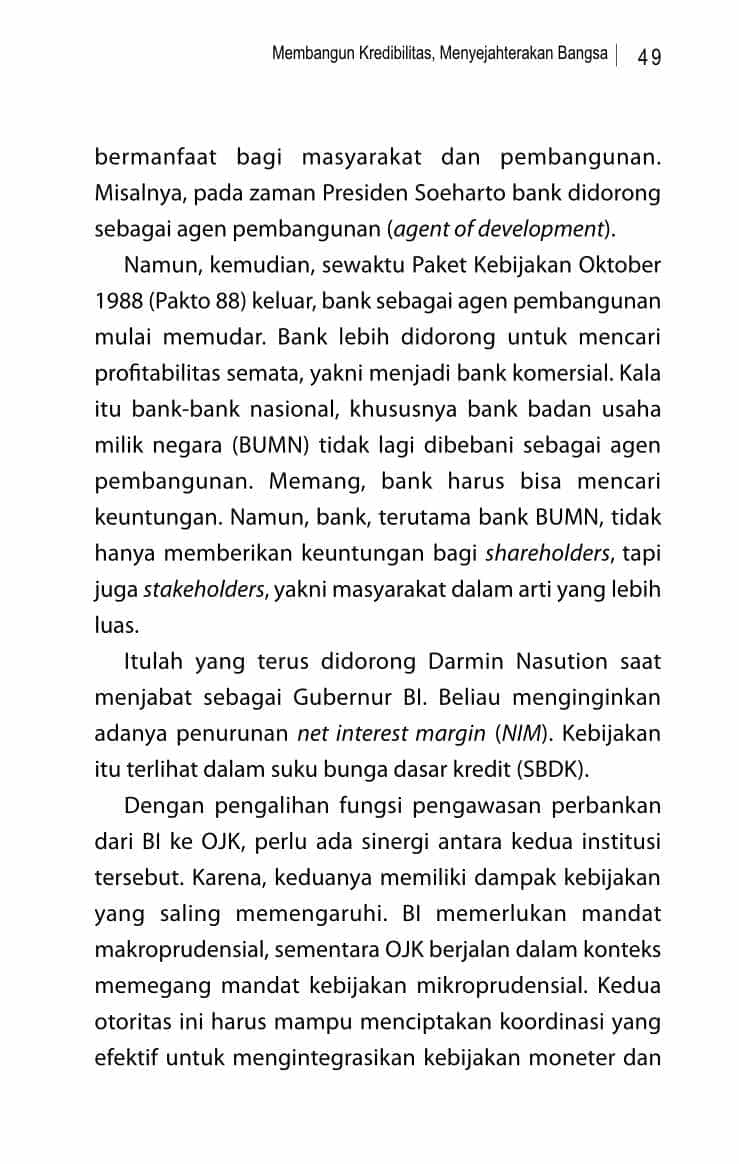 Membangun Kredibilitas, Menyejahterakan Bangsa | 49
bermanfaat bagi masyarakat dan pembangunan.
Misalnya, pada zaman Presiden Soeharto bank didorong
sebagai agen pembangunan (agent of development).
Namun, kemudian, sewaktu Paket Kebijakan Oktober
1988 (Pakto 88) keluar, bank sebagai agen pembangunan
mulai memudar. Bank lebih didorong untuk mencari
profitabilitas semata, yakni menjadi bank komersial. Kala
itu bank-bank nasional, khususnya bank badan usaha
milik negara (BUMN) tidak lagi dibebani sebagai agen
pembangunan. Memang, bank harus bisa mencari
keuntungan. Namun, bank, terutama bank BUMN, tidak
hanya memberikan keuntungan bagi shareholders, tapi
juga stakeholders, yakni masyarakat dalam arti yang lebih
luas.
Itulah yang terus didorong Darmin Nasution saat
menjabat sebagai Gubernur BI. Beliau menginginkan
adanya penurunan net interest margin (NIM). Kebijakan
itu terlihat dalam suku bunga dasar kredit (SBDK).
Dengan pengalihan fungsi pengawasan perbankan
dari BI ke OJK, perlu ada sinergi antara kedua institusi
tersebut. Karena, keduanya memiliki dampak kebijakan
yang saling memengaruhi. BI memerlukan mandat
makroprudensial, sementara OJK berjalan dalam konteks
memegang mandat kebijakan mikroprudensial. Kedua
otoritas ini harus mampu menciptakan koordinasi yang
efektif untuk mengintegrasikan kebijakan moneter dan